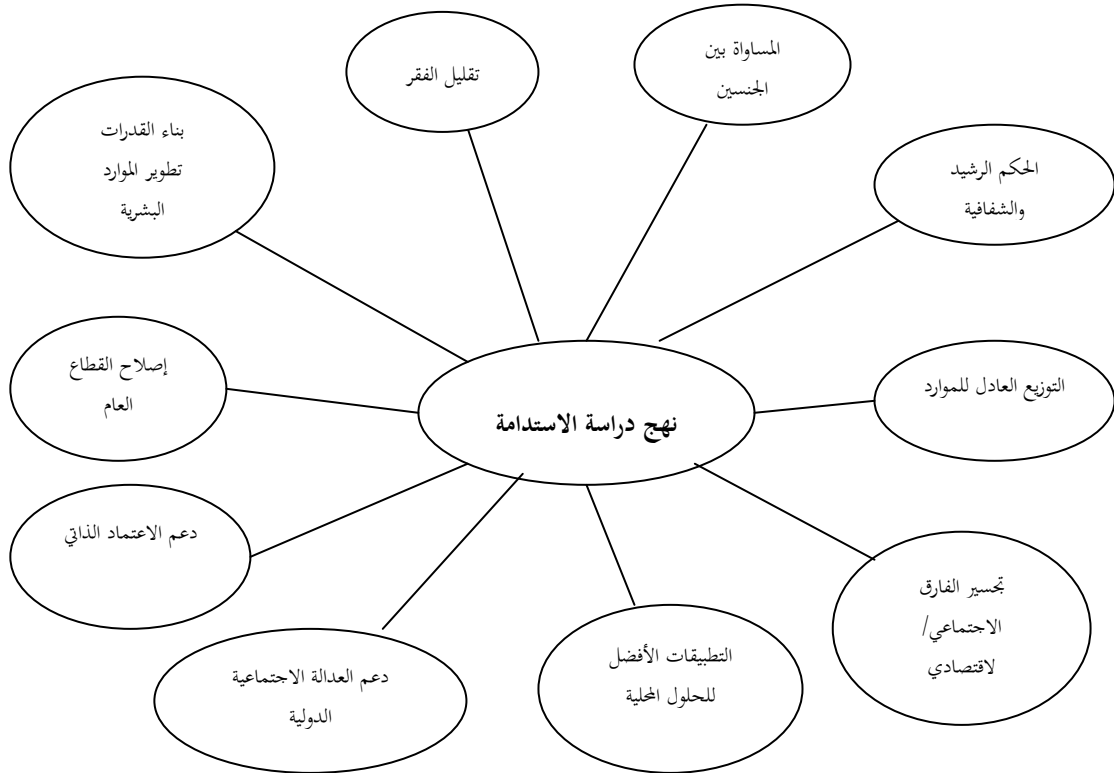 المساواة بين
الجنسين
تقليل الفقر
بناء القدرات
تطوير الموارد
البشرية
الحكم الرشيد
والشفافية
إصلاح القطاع
العام
التوزيع العادل للموارد
نهج دراسة الاستدامة
دعم الاعتماد الذاتي
تجسير الفارق
الاجتماعي/
لاقتصادي
التطبيقات الأفضل
للحلول المحلية
دعم العدالة الاجتماعية
الدولية